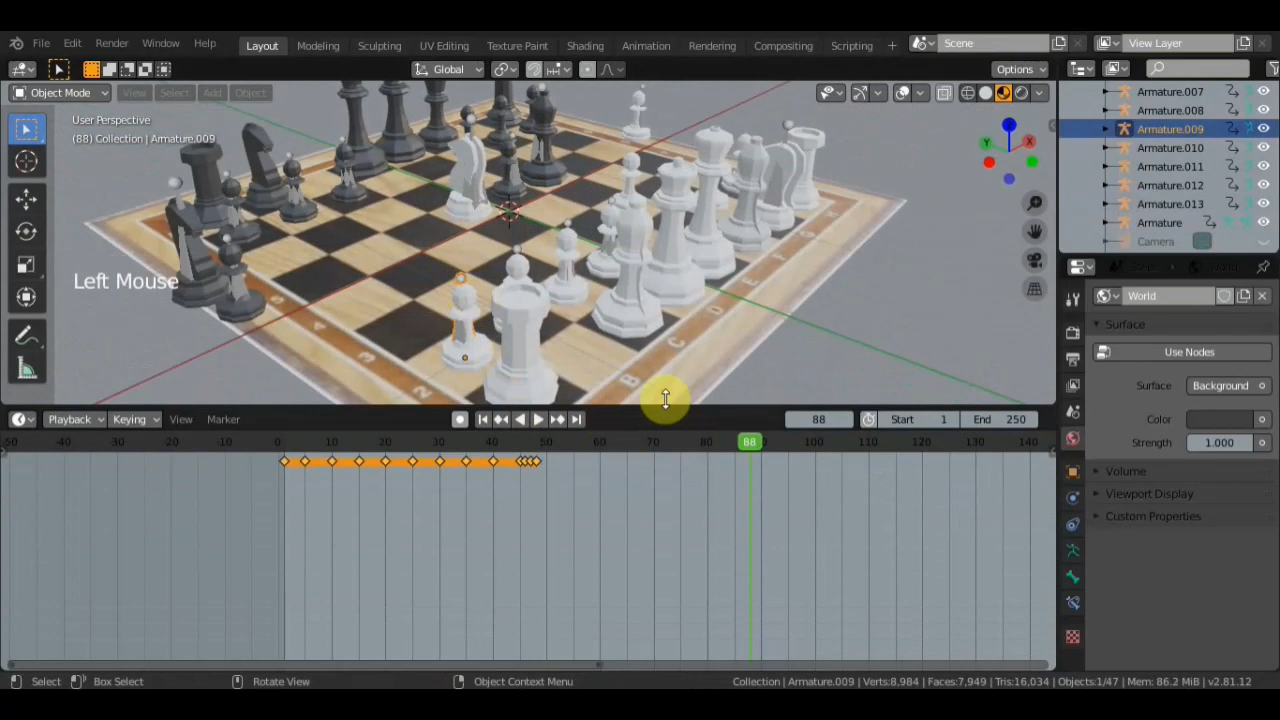 File Edit Render Window Help Layout Modeling Sculpting UV Editing Texture Paint Shading Animation Rendering Compositing Scripting + Scene View Layer
Global Options
Object Mode View Select Add Object
User Perspective
(88) Collection | Armature.009
Z
Y X
Left Mouse
Armature.007
Armature.008
Armature.009
Armature.010
Armature.011
Armature.012
Armature.013
Armature
Camera
World
Surface
Use Nodes
Surface Background
Color
Strength 1.000
Volume
Viewport Display
Custom Properties
E
D
C
B
4
3
2
Playback Keying View Marker 88 Start 1 End 250
-50 -40 -30 -20 -10 0 10 20 30 40 50 60 70 80 88 100 110 120 130 140
Select Box Select Rotate View Object Context Menu Collection | Armature.009 | Verts:8,984 | Faces:7,949 | Tris:16,034 | Objects:1/47 | Mem: 86.2 MiB | v2.81.12